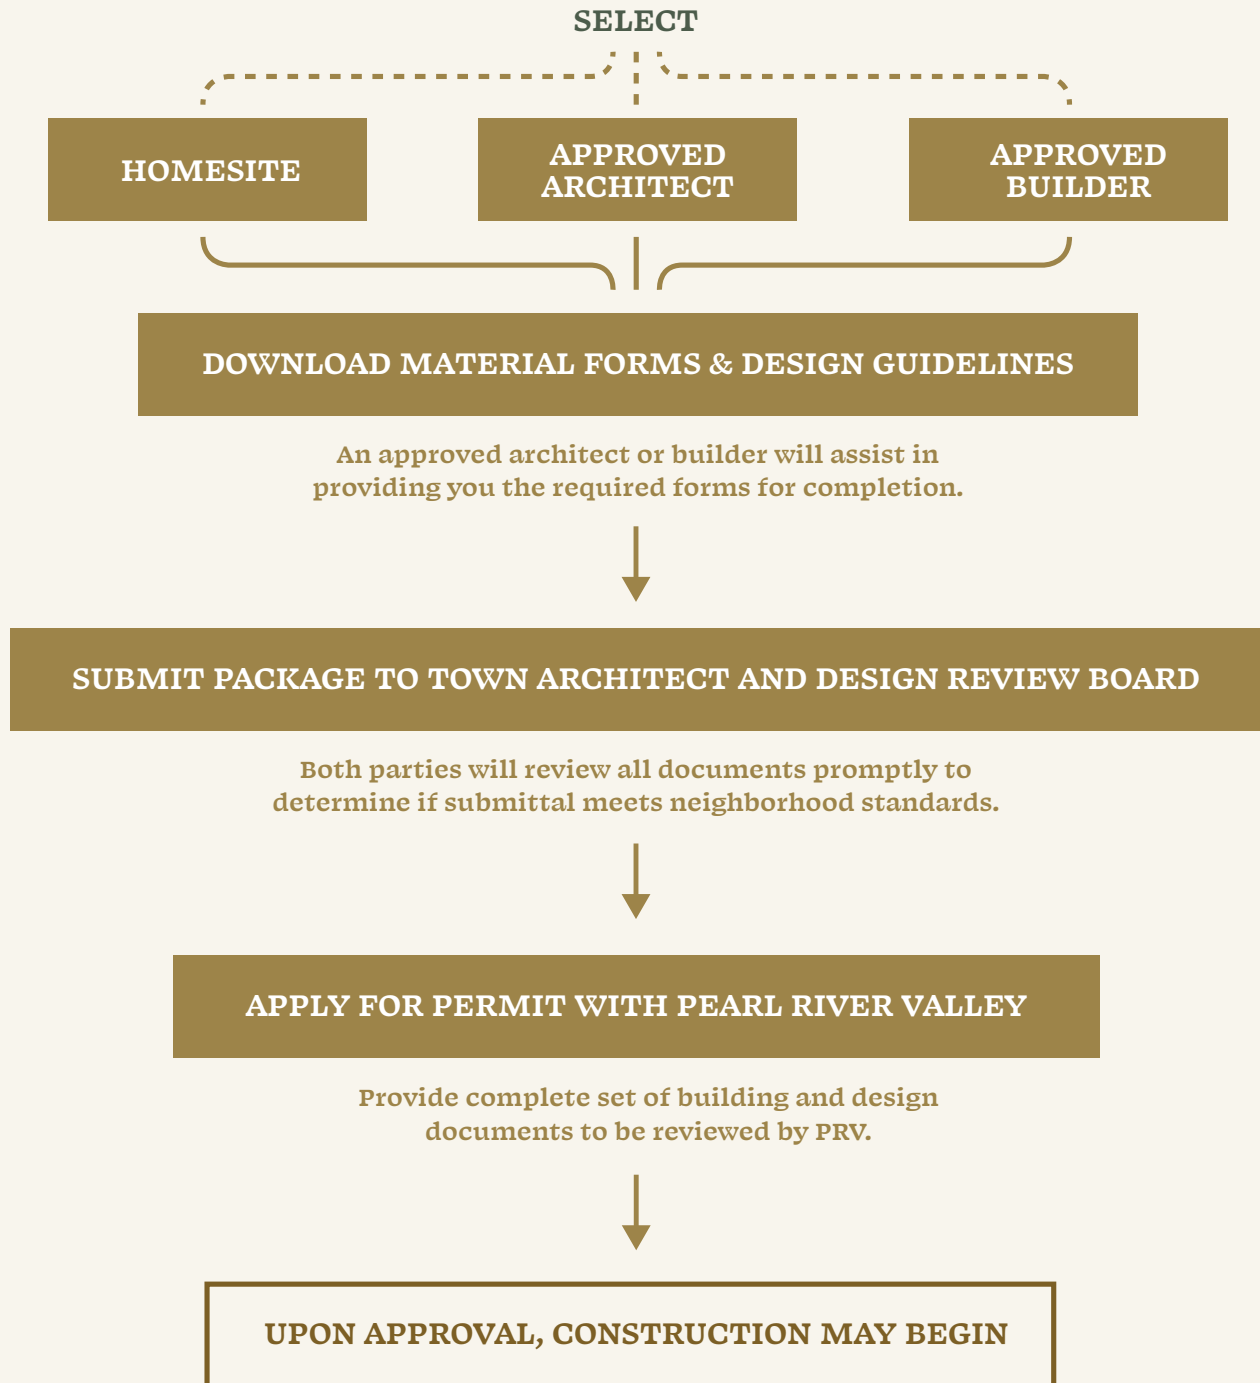 SELECT
HOMESITE
APPROVED
ARCHITECT
APPROVED
BUILDER
DOWNLOAD MATERIAL FORMS & DESIGN GUIDELINES
An approved architect or builder will assist in
providing you the required forms for completion.
SUBMIT PACKAGE TO TOWN ARCHITECT AND DESIGN REVIEW BOARD
Both parties will review all documents promptly to
determine if submittal meets neighborhood standards.
APPLY FOR PERMIT WITH PEARL RIVER VALLEY
Provide complete set of building and design
documents to be reviewed by PRV.
UPON APPROVAL, CONSTRUCTION MAY BEGIN